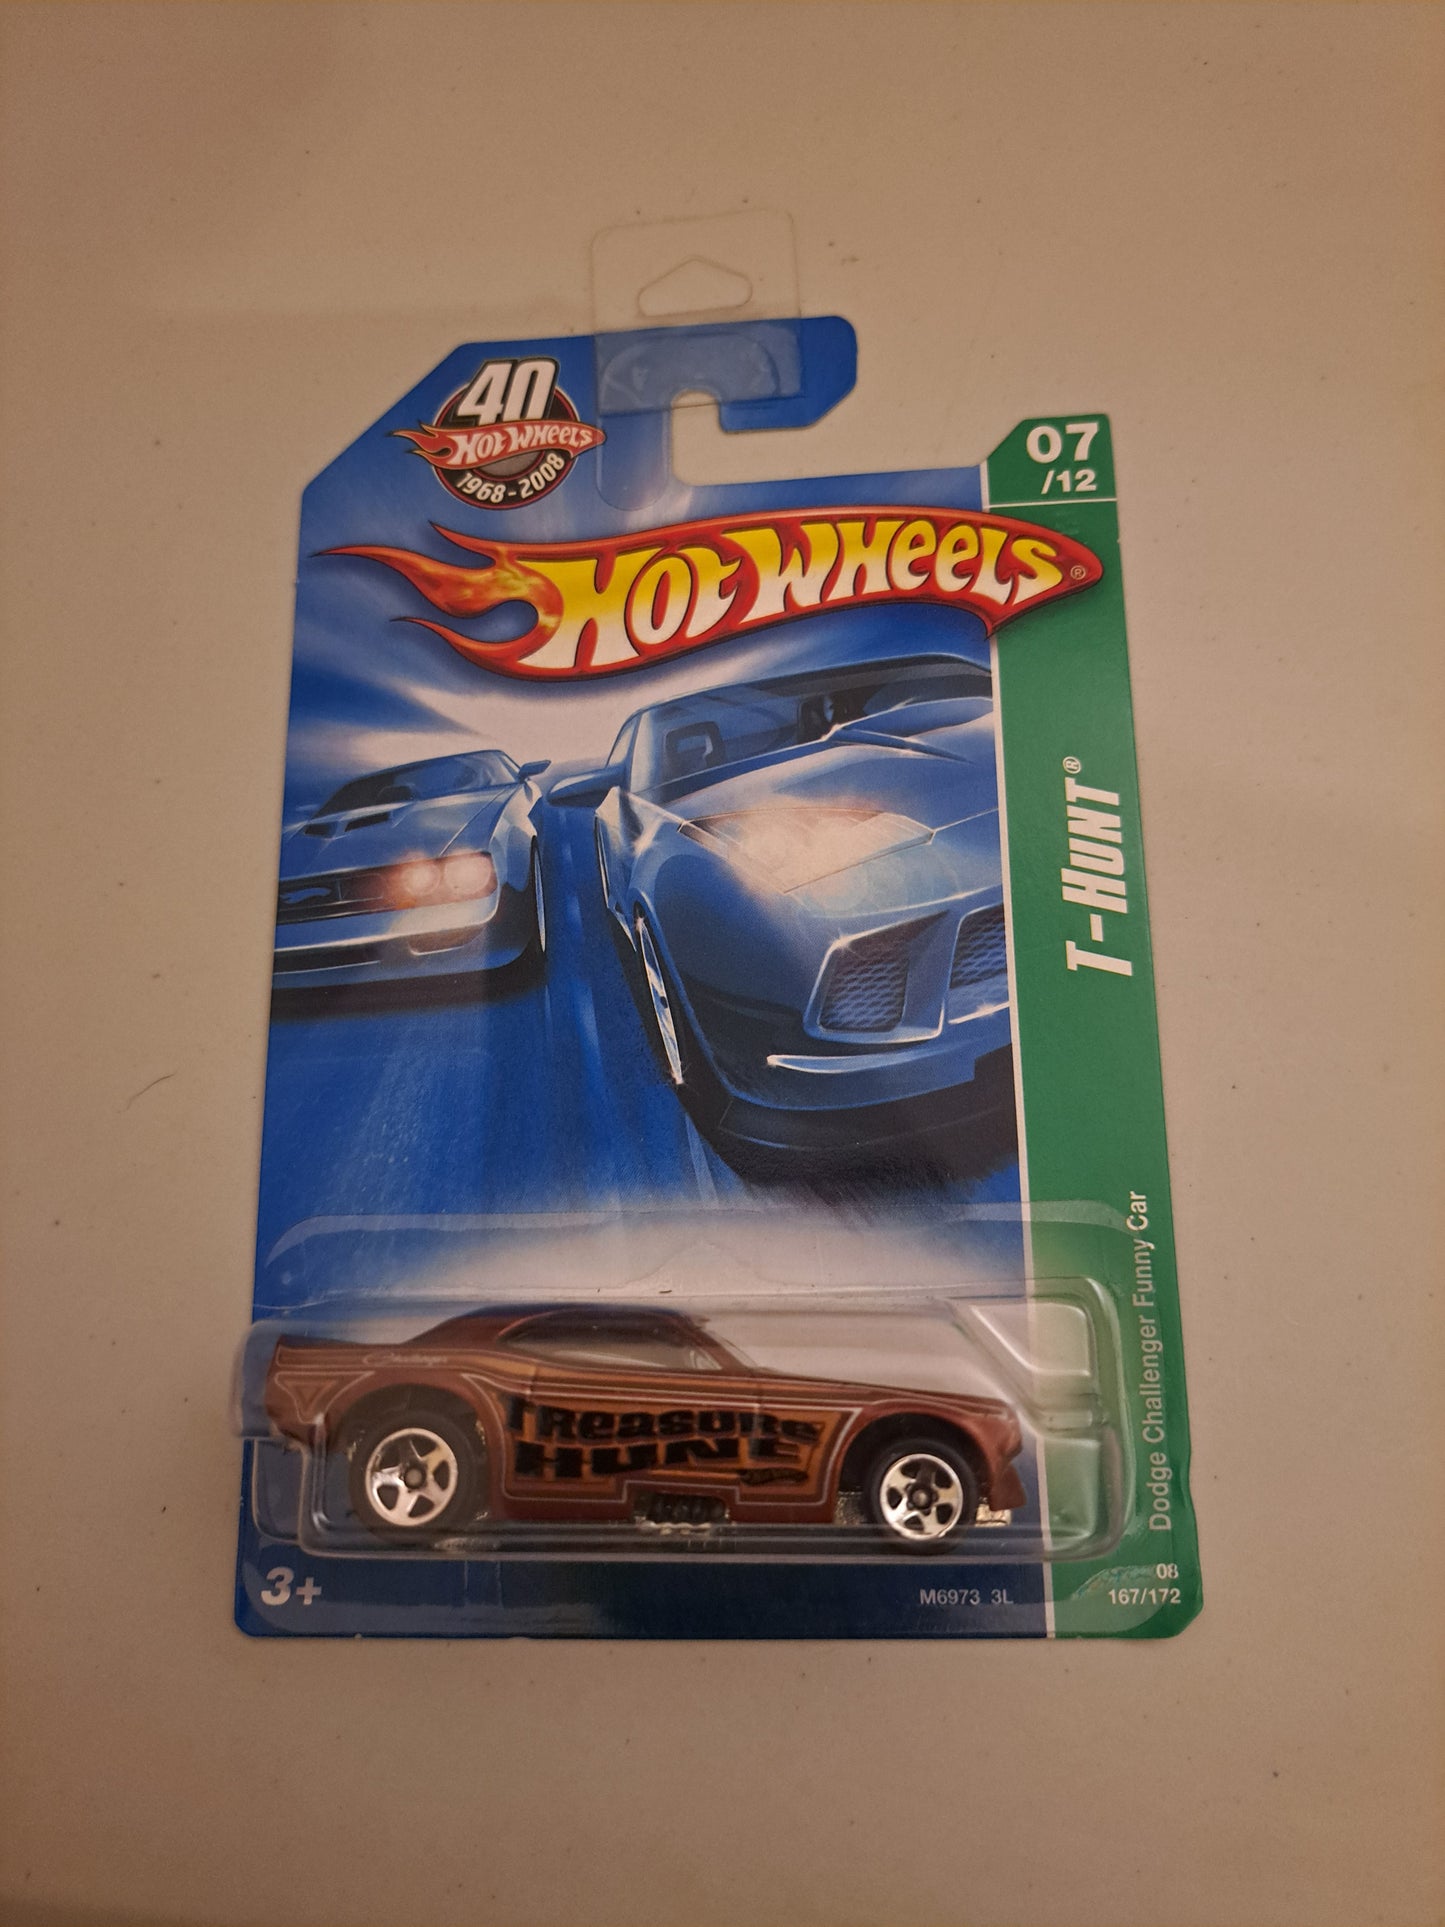 40
HOT WHEELS
1968-2008
07
/12
HOT WHEELS®
T-HUNT®
Dodge Challenger Funny Car
Challenger
TREASURE
HUNT
3+
M6973 3L
08
167/172